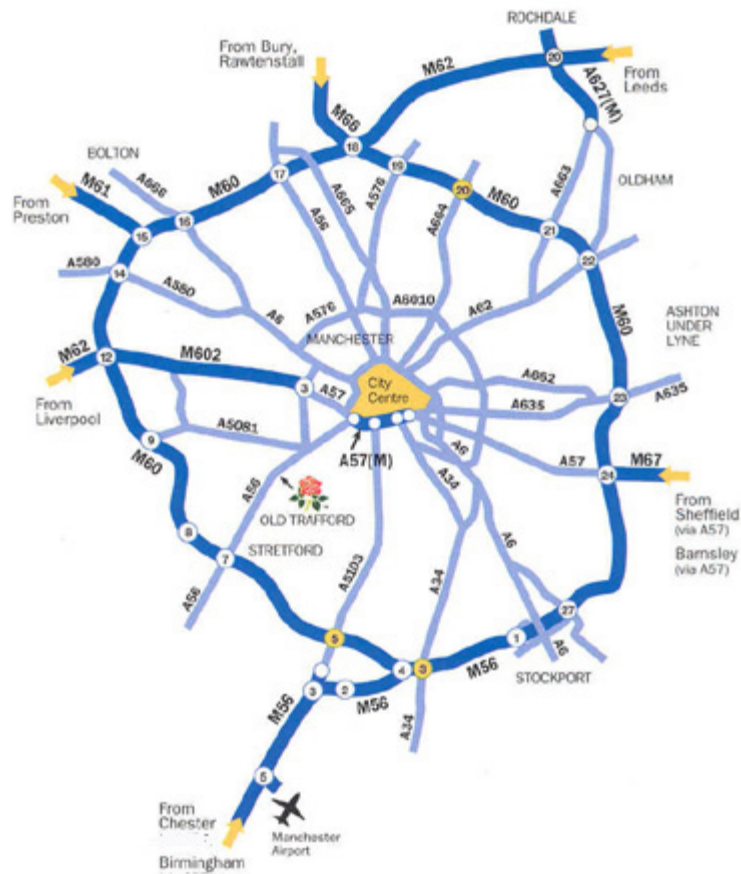 ROCHDALE
From Bury,
Rawtenstall
M62
20
From
Leeds
A627(M)
M66
18
BOLTON
M60
17
19
20
M60
A663
OLDHAM
M61
A666
A665
A576
A664
From
Preston
16
A56
21
15
22
A580
14
A580
A576
A6010
A62
M60
ASHTON
UNDER
LYNE
A6
MANCHESTER
M62
12
M602
City
Centre
A662
3
A57
A635
23
A635
From
Liverpool
9
A5081
A57(M)
A6
A57
24
M67
M60
A56
A34
From
Sheffield
(via A57)
OLD TRAFFORD
8
A6
Barnsley
(via A57)
7
STRETFORD
A5103
A34
A56
5
27
1
4
3
M56
A6
STOCKPORT
3
2
M56
M56
A34
5
From
Chester
Manchester
Airport
Birmingham